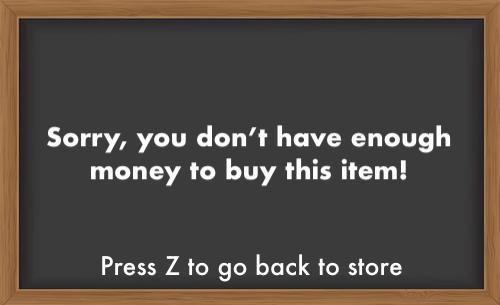 Sorry, you don’t have enough
money to buy this item!
Press Z to go back to store